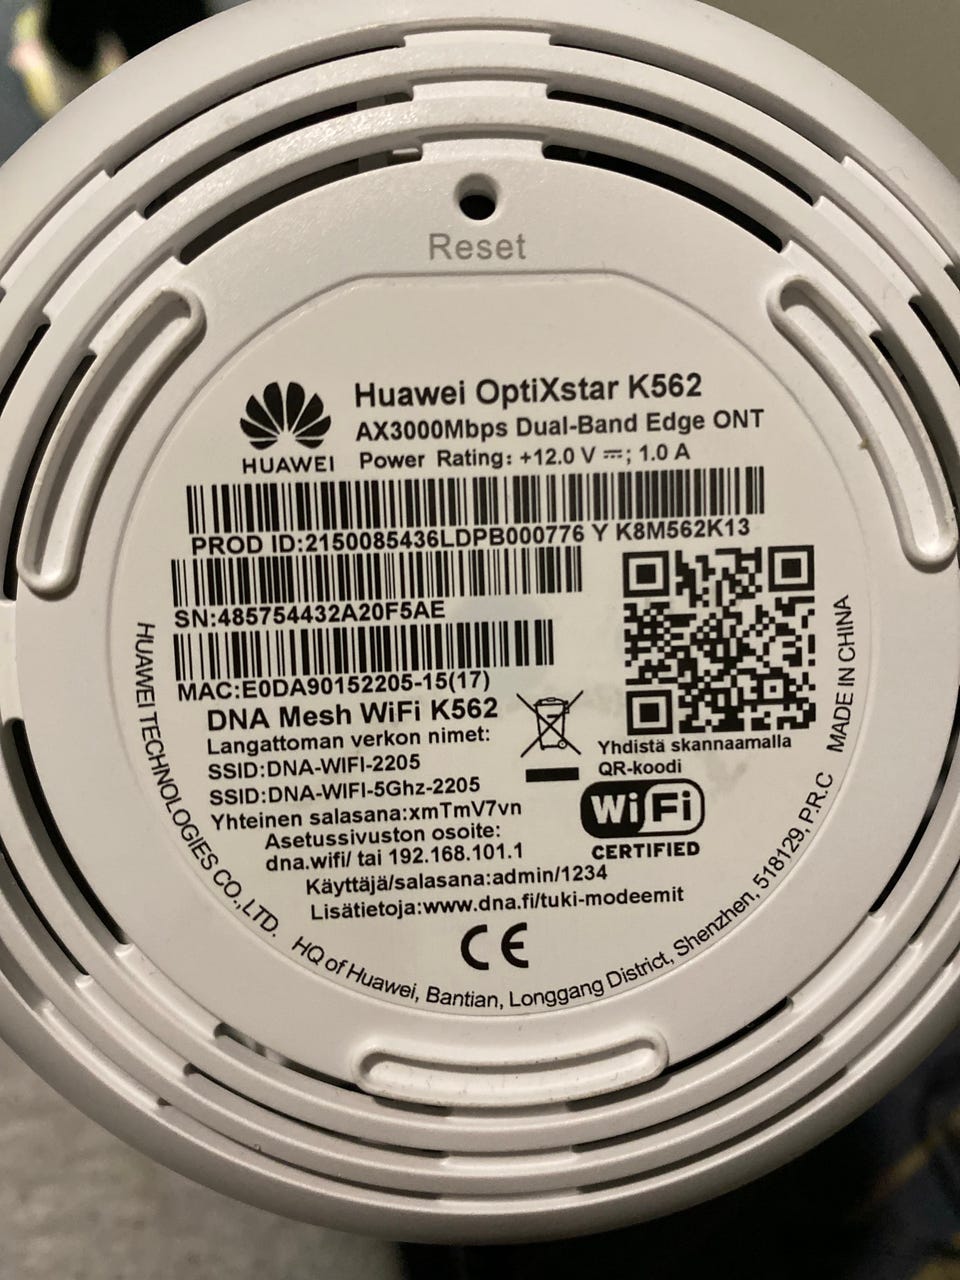 Reset
Huawei OptiXstar K562
AX3000Mbps Dual-Band Edge ONT
HUAWEI
Power Rating: +12.0 V ⎓; 1.0 A
PROD ID:2150085436LDPB000776 Y K8M562K13
SN:485754432A20F5AE
MAC:E0DA90152205-15(17)
DNA Mesh WiFi K562
Langattoman verkon nimet:
SSID:DNA-WIFI-2205
SSID:DNA-WIFI-5Ghz-2205
Yhteinen salasana:xmTmV7vn
Asetussivuston osoite:
dna.wifi/ tai 192.168.101.1
Käyttäjä/salasana:admin/1234
Lisätietoja:www.dna.fi/tuki-modeemit
Yhdistä skannaamalla
QR-koodi
WiFi
CERTIFIED
CE
HUAWEI TECHNOLOGIES CO., LTD.
HQ of Huawei, Bantian, Longgang District, Shenzhen, 518129, P.R.C
MADE IN CHINA